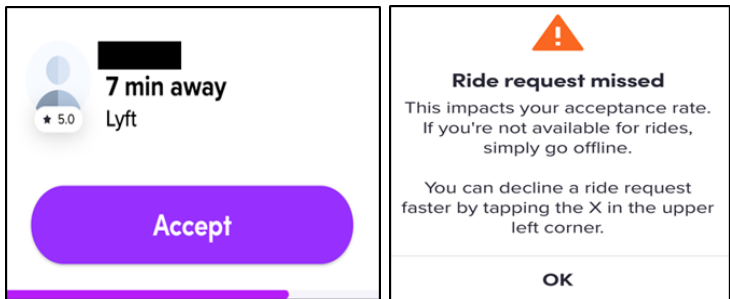 7 min away
★ 5.0
Lyft
Accept
Ride request missed
This impacts your acceptance rate.
If you're not available for rides,
simply go offline.
You can decline a ride request
faster by tapping the X in the upper
left corner.
OK